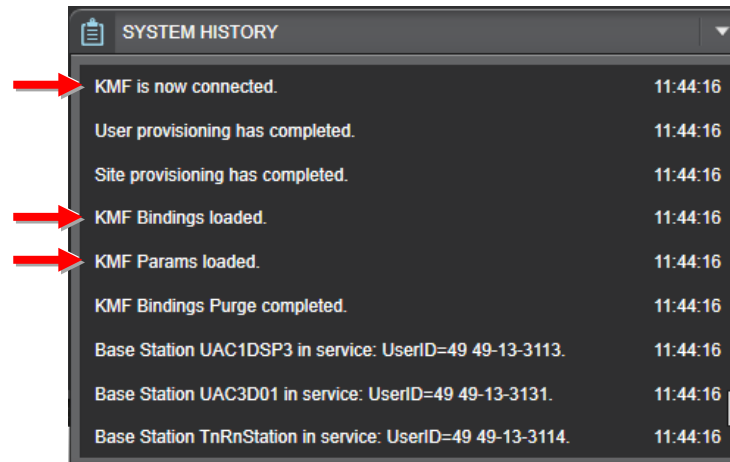 SYSTEM HISTORY
KMF is now connected. 11:44:16
User provisioning has completed. 11:44:16
Site provisioning has completed. 11:44:16
KMF Bindings loaded. 11:44:16
KMF Params loaded. 11:44:16
KMF Bindings Purge completed. 11:44:16
Base Station UAC1DSP3 in service: UserID=49 49-13-3113. 11:44:16
Base Station UAC3D01 in service: UserID=49 49-13-3131. 11:44:16
Base Station TnRnStation in service: UserID=49 49-13-3114. 11:44:16